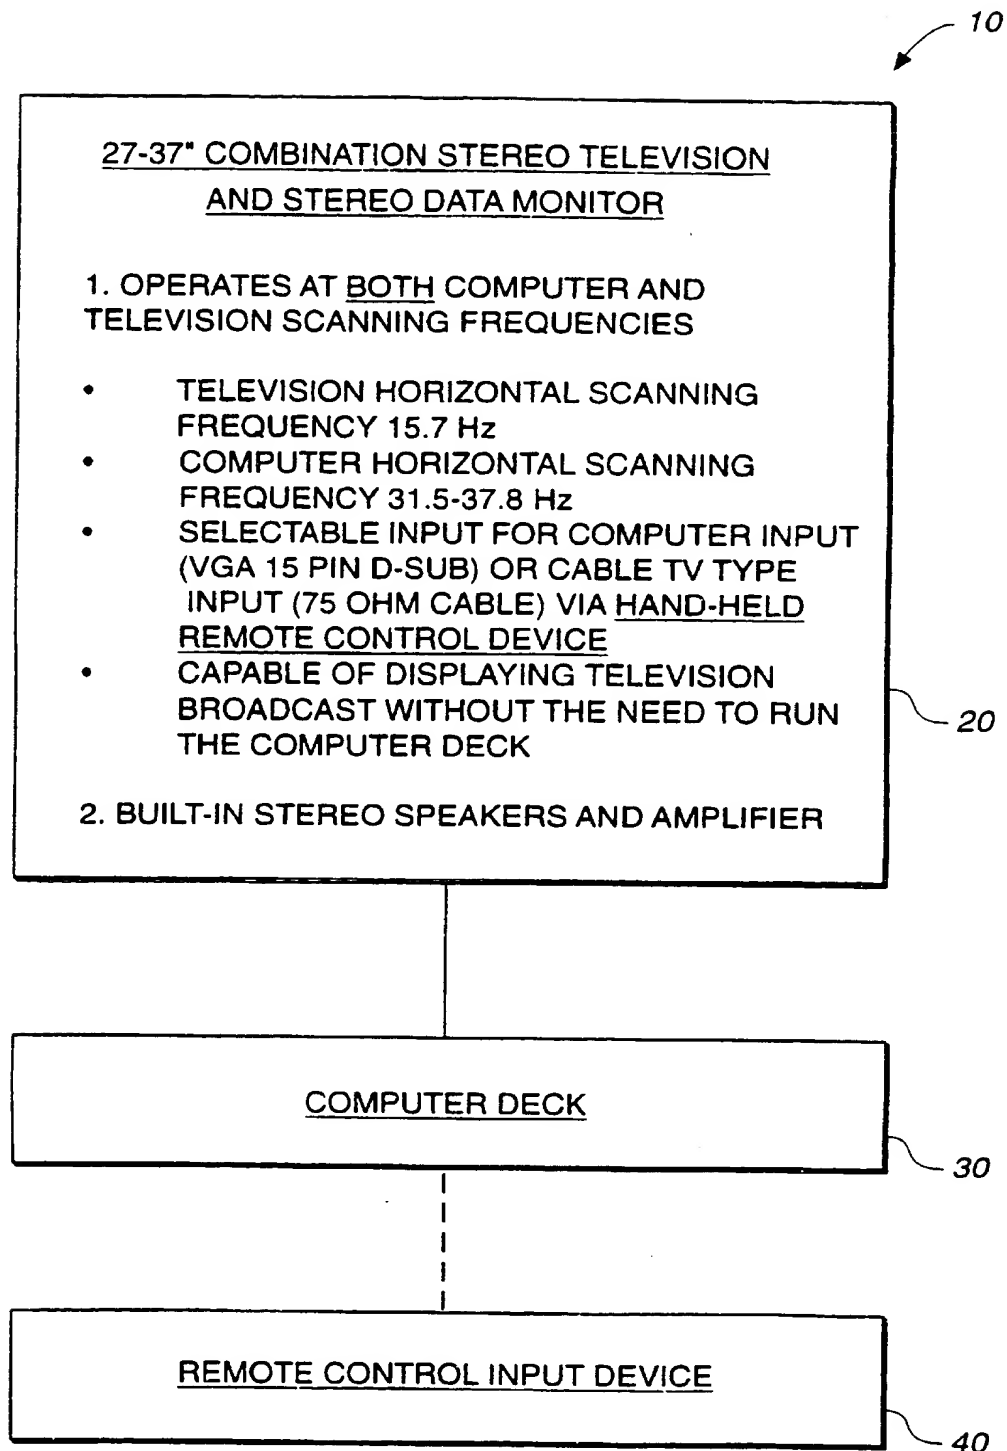 10
27-37" COMBINATION STEREO TELEVISION
AND STEREO DATA MONITOR
1. OPERATES AT BOTH COMPUTER AND
TELEVISION SCANNING FREQUENCIES
• TELEVISION HORIZONTAL SCANNING
FREQUENCY 15.7 Hz
• COMPUTER HORIZONTAL SCANNING
FREQUENCY 31.5-37.8 Hz
• SELECTABLE INPUT FOR COMPUTER INPUT
(VGA 15 PIN D-SUB) OR CABLE TV TYPE
INPUT (75 OHM CABLE) VIA HAND-HELD
REMOTE CONTROL DEVICE
• CAPABLE OF DISPLAYING TELEVISION
BROADCAST WITHOUT THE NEED TO RUN
THE COMPUTER DECK
20
2. BUILT-IN STEREO SPEAKERS AND AMPLIFIER
COMPUTER DECK
30
REMOTE CONTROL INPUT DEVICE
40